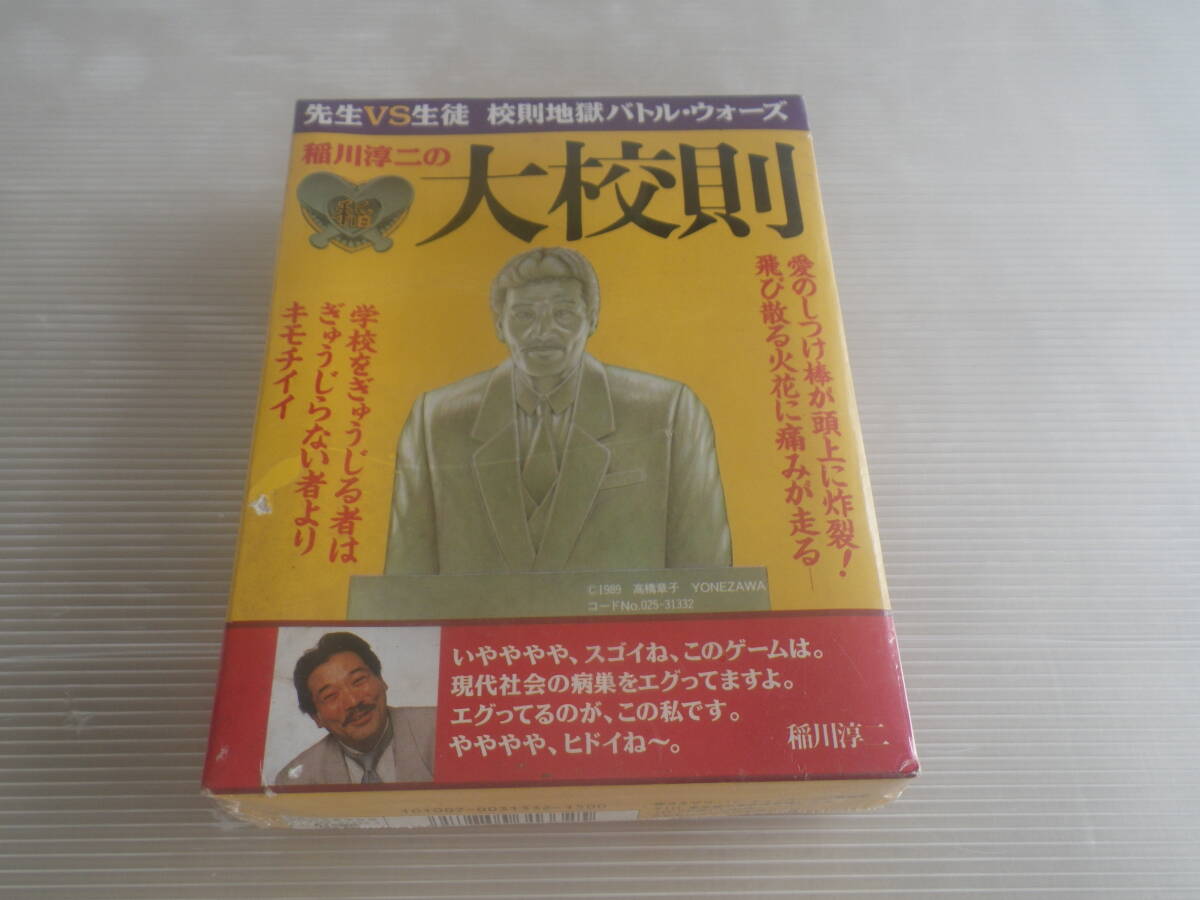 先生VS生徒 校則地獄バトル・ウォーズ
稲川淳二の
大校則
愛のしつけ棒が頭上に炸裂!
飛び散る火花に痛みが走る──
学校をぎゅうじる者は
ぎゅうじらない者より
キモチイイ
©1989 高橋章子 YONEZAWA
コードNo.025-31332
いやややや、スゴイね、このゲームは。
現代社会の病巣をエグってますよ。
エグってるのが、この私です。
ややややや、ヒドイね〜。
稲川淳二